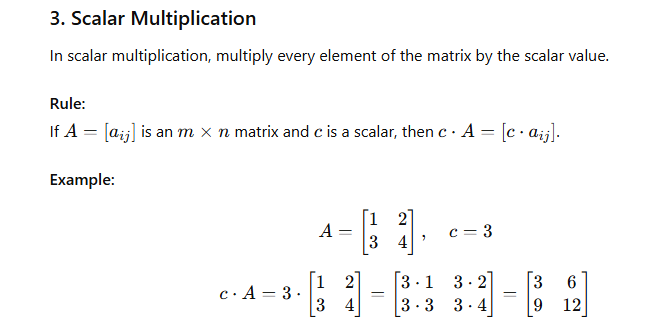 3. Scalar Multiplication
In scalar multiplication, multiply every element of the matrix by the scalar value.
Rule:
If $A = [a_{ij}]$ is an $m \times n$ matrix and $c$ is a scalar, then $c \cdot A = [c \cdot a_{ij}]$.
Example:
$A = \begin{bmatrix} 1 & 2 \\ 3 & 4 \end{bmatrix}, \quad c = 3$
$c \cdot A = 3 \cdot \begin{bmatrix} 1 & 2 \\ 3 & 4 \end{bmatrix} = \begin{bmatrix} 3 \cdot 1 & 3 \cdot 2 \\ 3 \cdot 3 & 3 \cdot 4 \end{bmatrix} = \begin{bmatrix} 3 & 6 \\ 9 & 12 \end{bmatrix}$